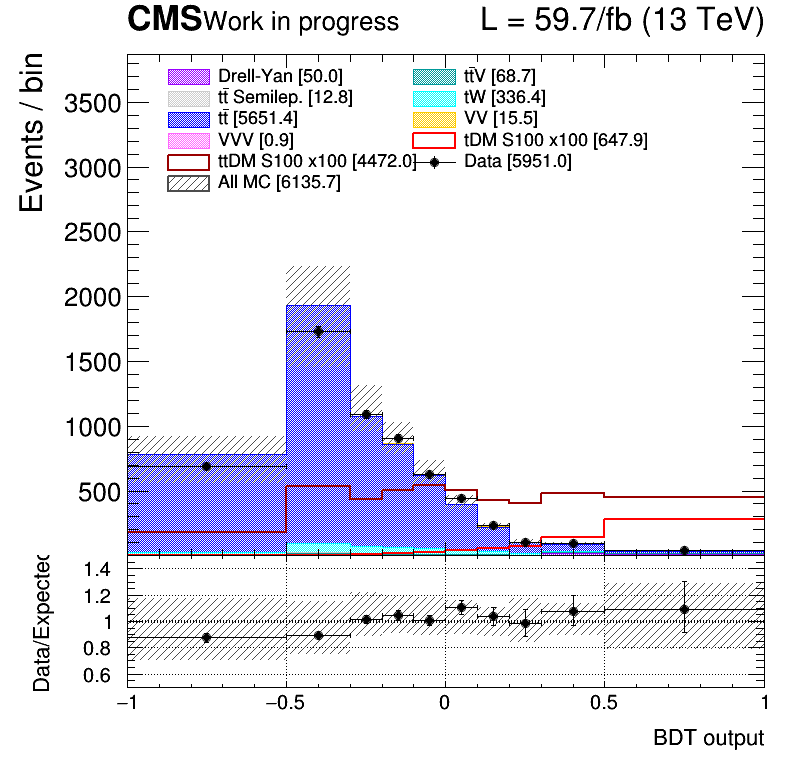 CMS Work in progress L = 59.7/fb (13 TeV)
Events / bin
3500
3000
2500
2000
1500
1000
500
Drell-Yan [50.0] tt̄V [68.7]
tt̄ Semilep. [12.8] tW [336.4]
tt̄ [5651.4] VV [15.5]
VVV [0.9] tDM S100 x100 [647.9]
ttDM S100 x100 [4472.0] Data [5951.0]
All MC [6135.7]
Data/Expected
1.4
1.2
1
0.8
0.6
−1 −0.5 0 0.5 1
BDT output